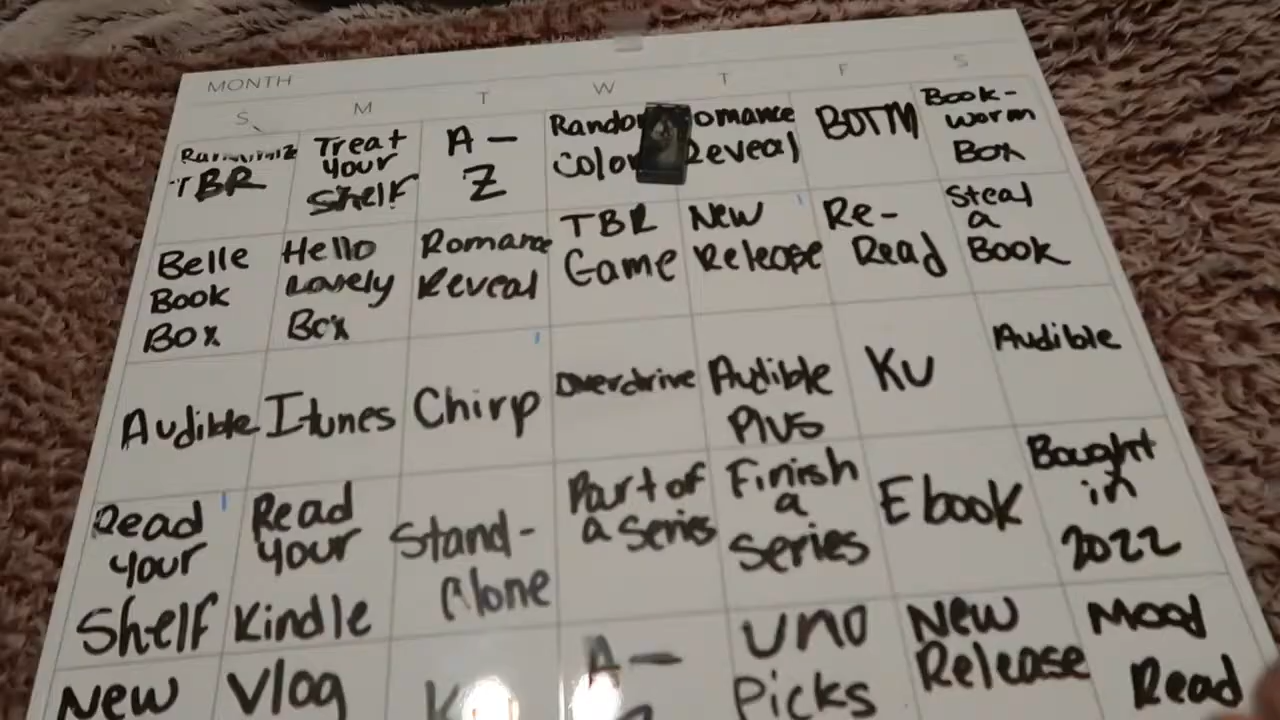 MONTH
S M T W T F S
TBR
Treat
your
Shelf
A -
Z
Random
Color
Romance
Reveal
BOTM
Book-
worm
Box
Belle
Book
Box
Hello
Lovely
Box
Romance
Reveal
TBR
Game
New
Release
Re-
Read
Steal
a
Book
Audible
Itunes
Chirp
Overdrive
Audible
Plus
KU
Audible
Read
your
Shelf
Read
your
Kindle
Stand-
Alone
Part of
a Series
Finish
a
Series
Ebook
Bought
in
2022
New
Vlog
A -
UNO
Picks
New
Release
Mood
Read